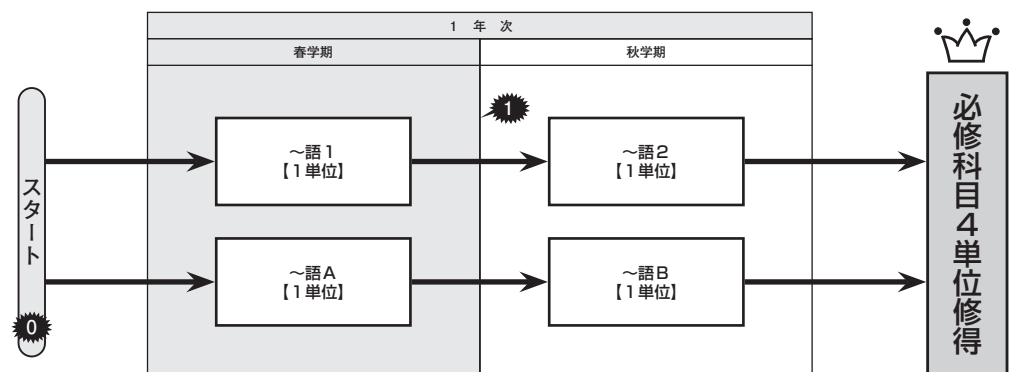 1 年 次
春学期
秋学期
スタート
0
1
～語1
【1単位】
～語2
【1単位】
～語A
【1単位】
～語B
【1単位】
必修科目4単位修得